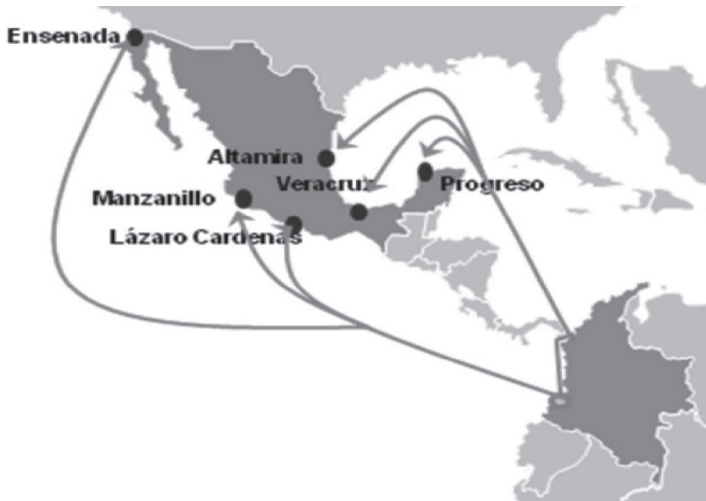 Ensenada
Altamira
Veracruz
Progreso
Manzanillo
Lázaro Cardenas